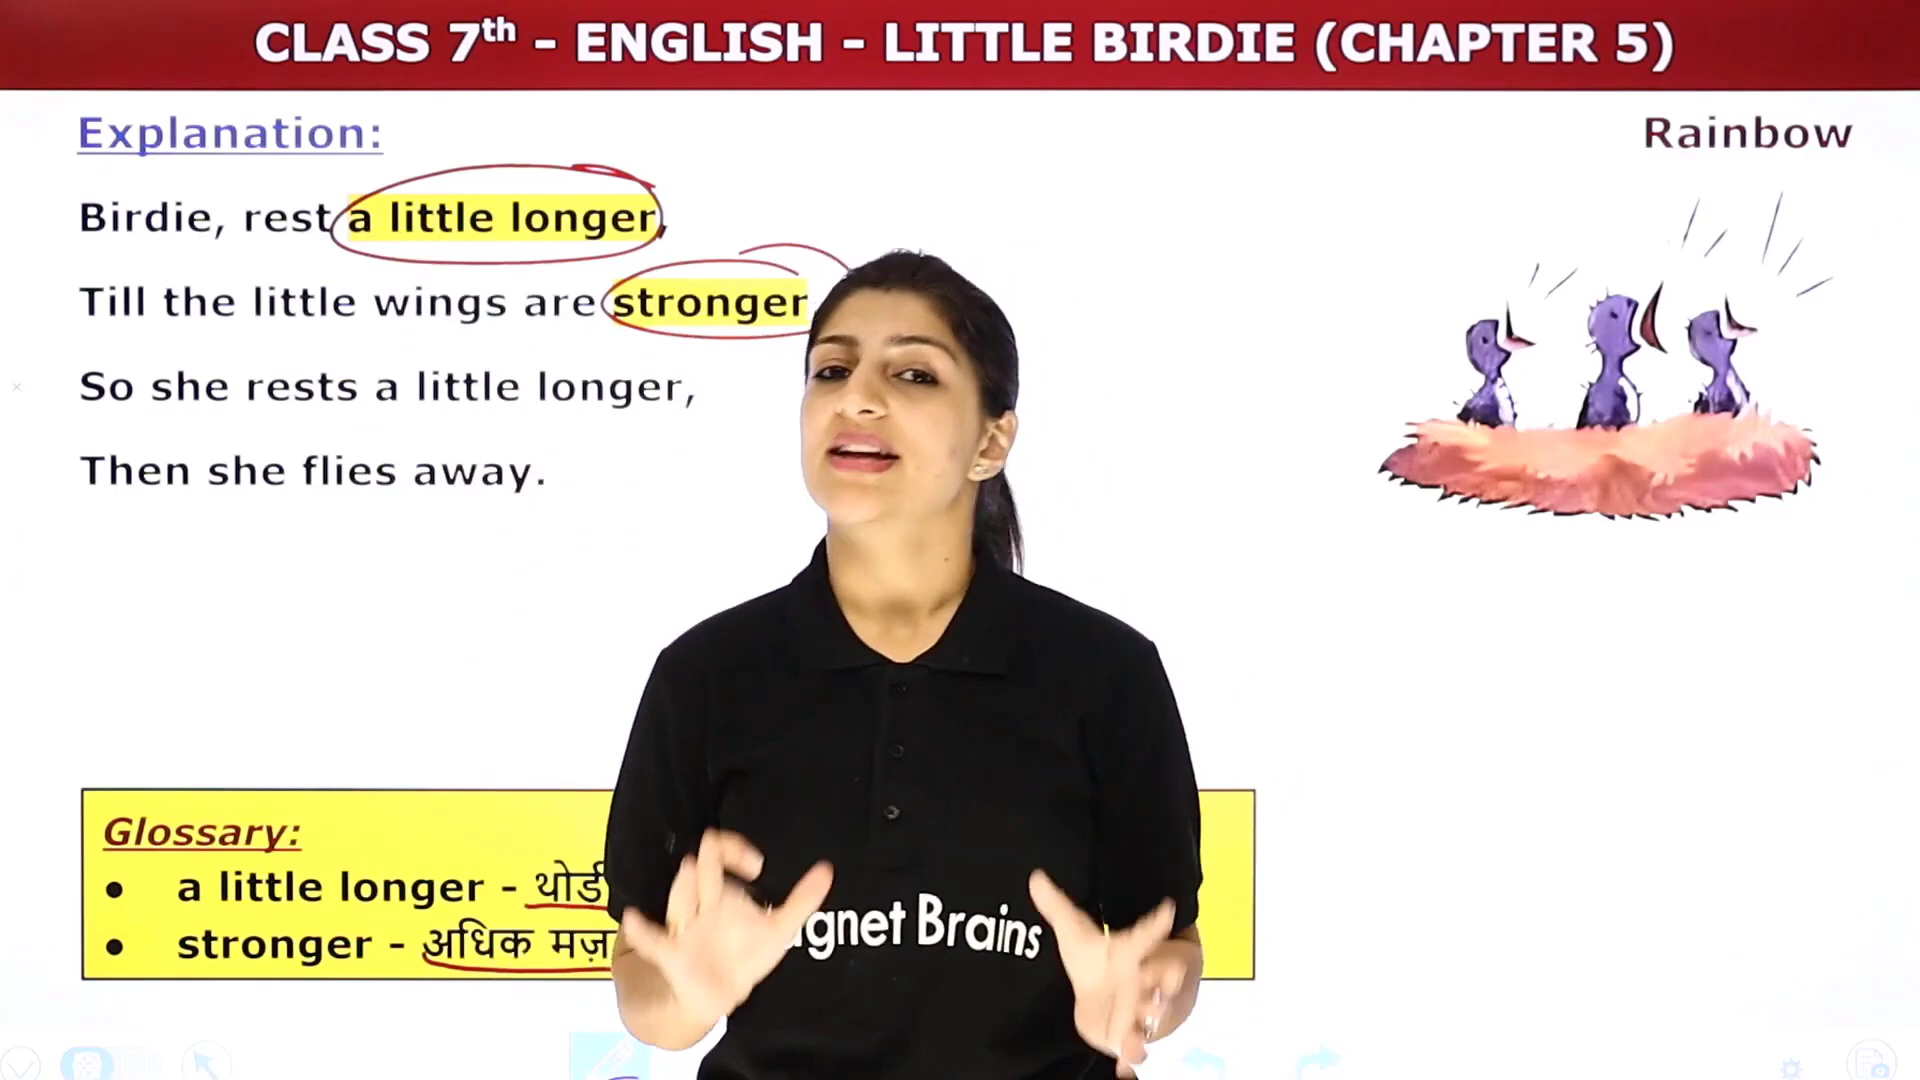 CLASS 7th - ENGLISH - LITTLE BIRDIE (CHAPTER 5)
Explanation:
Rainbow
Birdie, rest a little longer,
Till the little wings are stronger
So she rests a little longer,
Then she flies away.
Glossary:
• a little longer -
• stronger - अधिक
gnet Brains